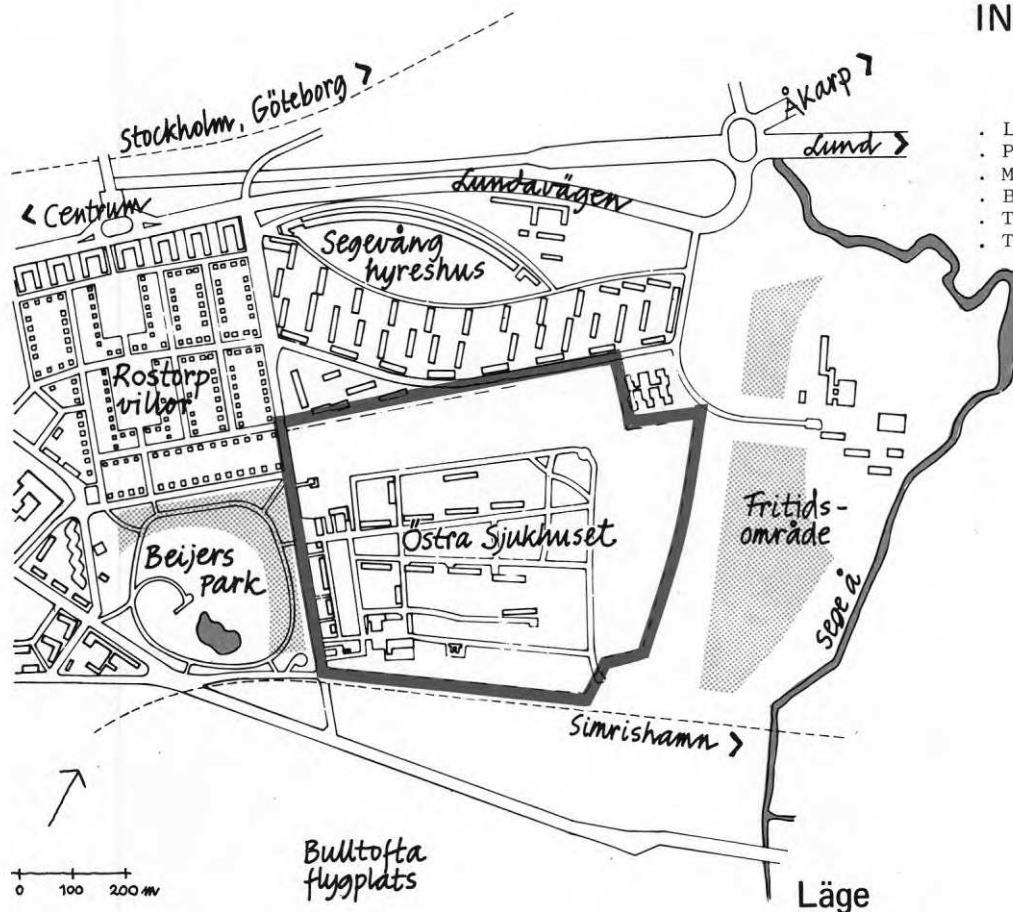 IN
Stockholm, Göteborg >
Åkarp >
Lund >
. L
. P
. M
. B
. T
. T
< Centrum
Lundavägen
Segevång
hyreshus
Rostorp
villor
Östra Sjukhuset
Fritids-
område
Beijers
Park
Sege å
Simrishamn >
0 100 200 m
Bulltofta
flygplats
Läge